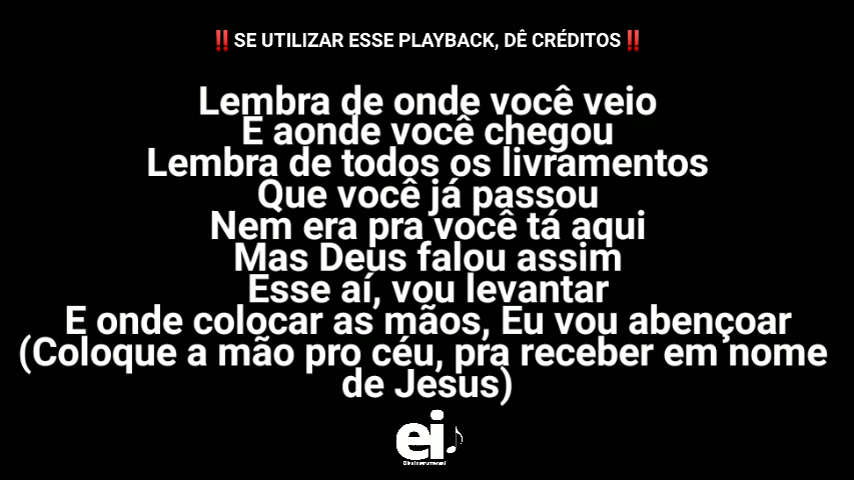 ‼️SE UTILIZAR ESSE PLAYBACK, DÊ CRÉDITOS‼️
Lembra de onde você veio
E aonde você chegou
Lembra de todos os livramentos
Que você já passou
Nem era pra você tá aqui
Mas Deus falou assim
Esse aí, vou levantar
E onde colocar as mãos, Eu vou abençoar
(Coloque a mão pro céu, pra receber em nome
de Jesus)
ei